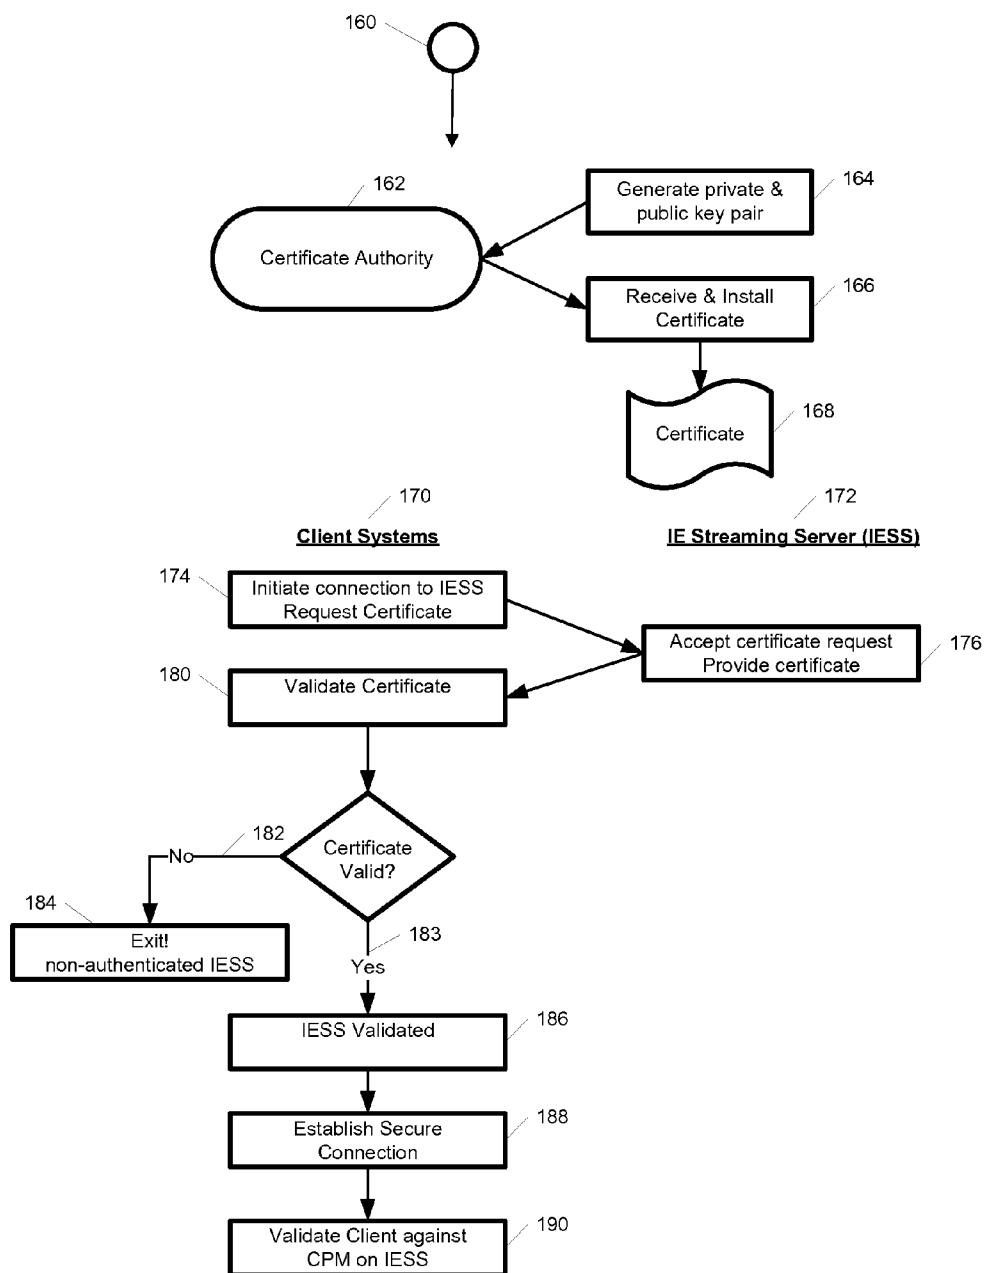 160
162
Certificate Authority
Generate private &
public key pair
164
Receive & Install
Certificate
166
Certificate
168
170
Client Systems
172
IE Streaming Server (IESS)
174
Initiate connection to IESS
Request Certificate
Accept certificate request
Provide certificate
176
180
Validate Certificate
Certificate
Valid?
182
No
184
Exit!
non-authenticated IESS
183
Yes
IESS Validated
186
Establish Secure
Connection
188
Validate Client against
CPM on IESS
190